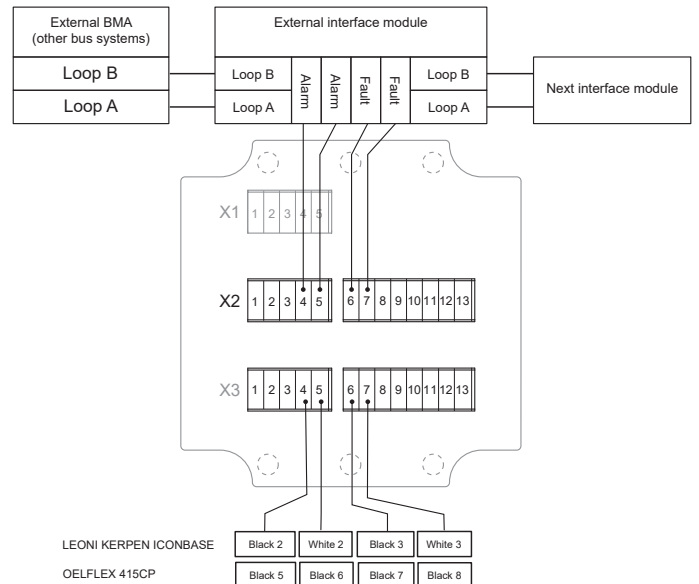 External BMA
(other bus systems)
External interface module
Loop B
Loop B
Alarm
Alarm
Fault
Fault
Loop B
Next interface module
Loop A
Loop A
Loop A
X1 1 2 3 4 5
X2 1 2 3 4 5 6 7 8 9 10 11 12 13
X3 1 2 3 4 5 6 7 8 9 10 11 12 13
LEONI KERPEN ICONBASE Black 2 White 2 Black 3 White 3
OELFLEX 415CP Black 5 Black 6 Black 7 Black 8